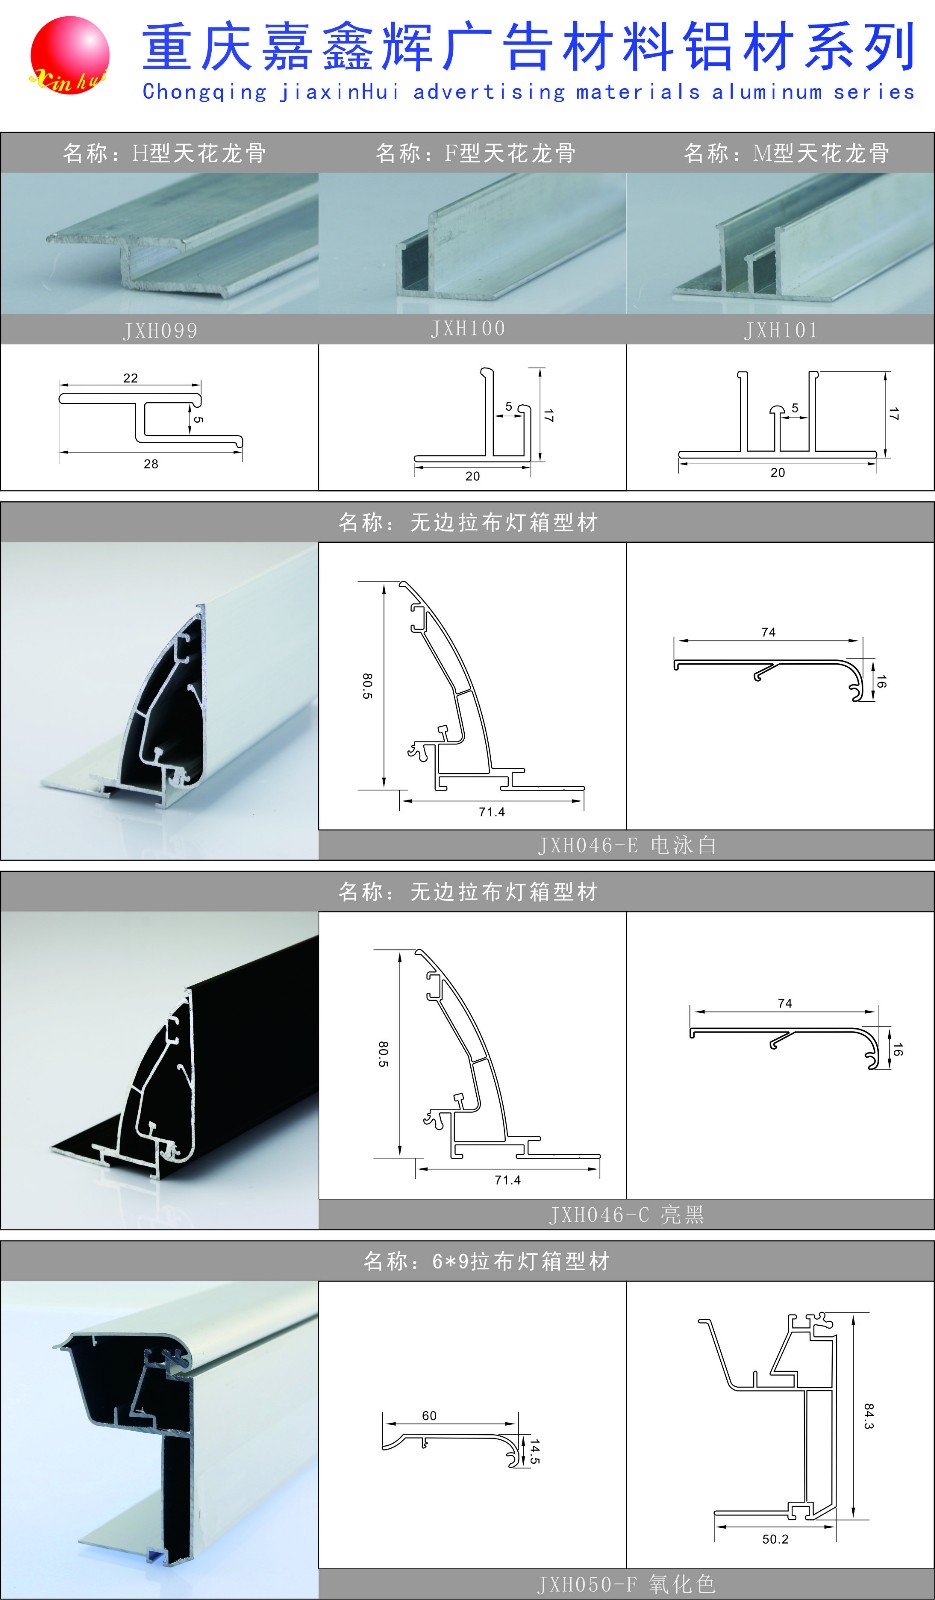 Xin hui
重庆嘉鑫辉广告材料铝材系列
Chongqing jiaxinHui advertising materials aluminum series
名称：H型天花龙骨
名称：F型天花龙骨
名称：M型天花龙骨
JXH099
JXH100
JXH101
22
5
28
5
17
20
5
17
20
名称：无边拉布灯箱型材
80.5
71.4
74
16
JXH046-E 电泳白
名称：无边拉布灯箱型材
80.5
71.4
74
16
JXH046-C 亮黑
名称：6*9拉布灯箱型材
60
14.5
84.3
50.2
JXH050-F 氧化色